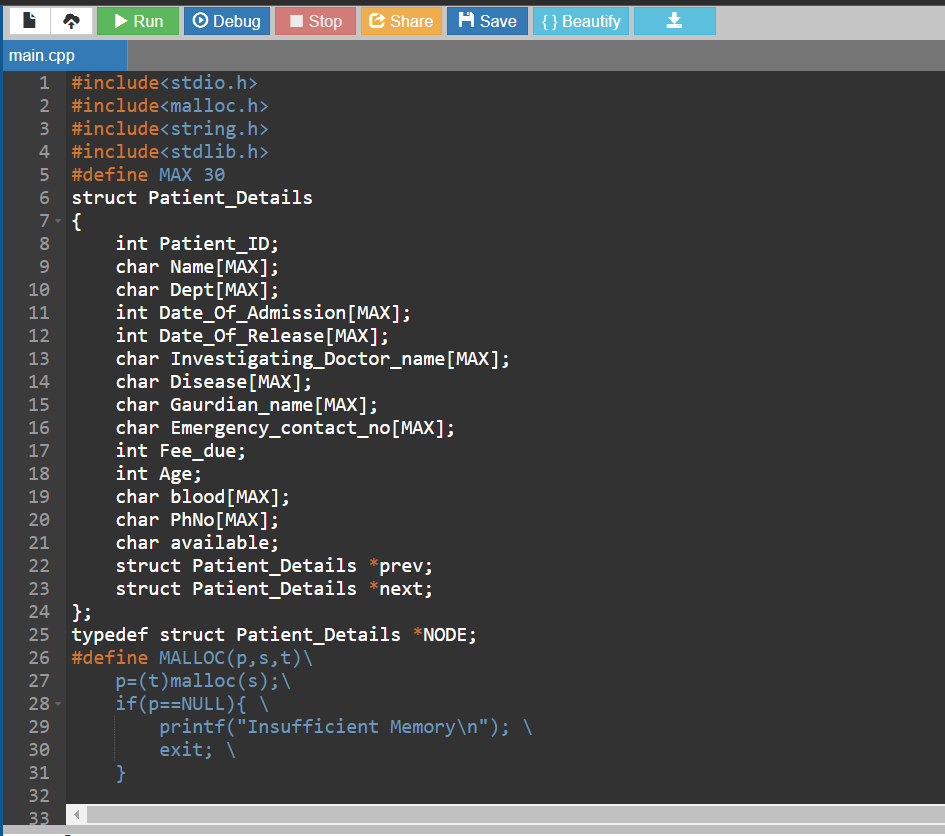 Run Debug Stop Share Save { } Beautify
main.cpp
1 #include<stdio.h>
2 #include<malloc.h>
3 #include<string.h>
4 #include<stdlib.h>
5 #define MAX 30
6 struct Patient_Details
7 {
8     int Patient_ID;
9     char Name[MAX];
10     char Dept[MAX];
11     int Date_Of_Admission[MAX];
12     int Date_Of_Release[MAX];
13     char Investigating_Doctor_name[MAX];
14     char Disease[MAX];
15     char Gaurdian_name[MAX];
16     char Emergency_contact_no[MAX];
17     int Fee_due;
18     int Age;
19     char blood[MAX];
20     char PhNo[MAX];
21     char available;
22     struct Patient_Details *prev;
23     struct Patient_Details *next;
24 };
25 typedef struct Patient_Details *NODE;
26 #define MALLOC(p,s,t)\
27     p=(t)malloc(s);\
28     if(p==NULL){ \
29         printf("Insufficient Memory\n"); \
30         exit; \
31     }
32
33